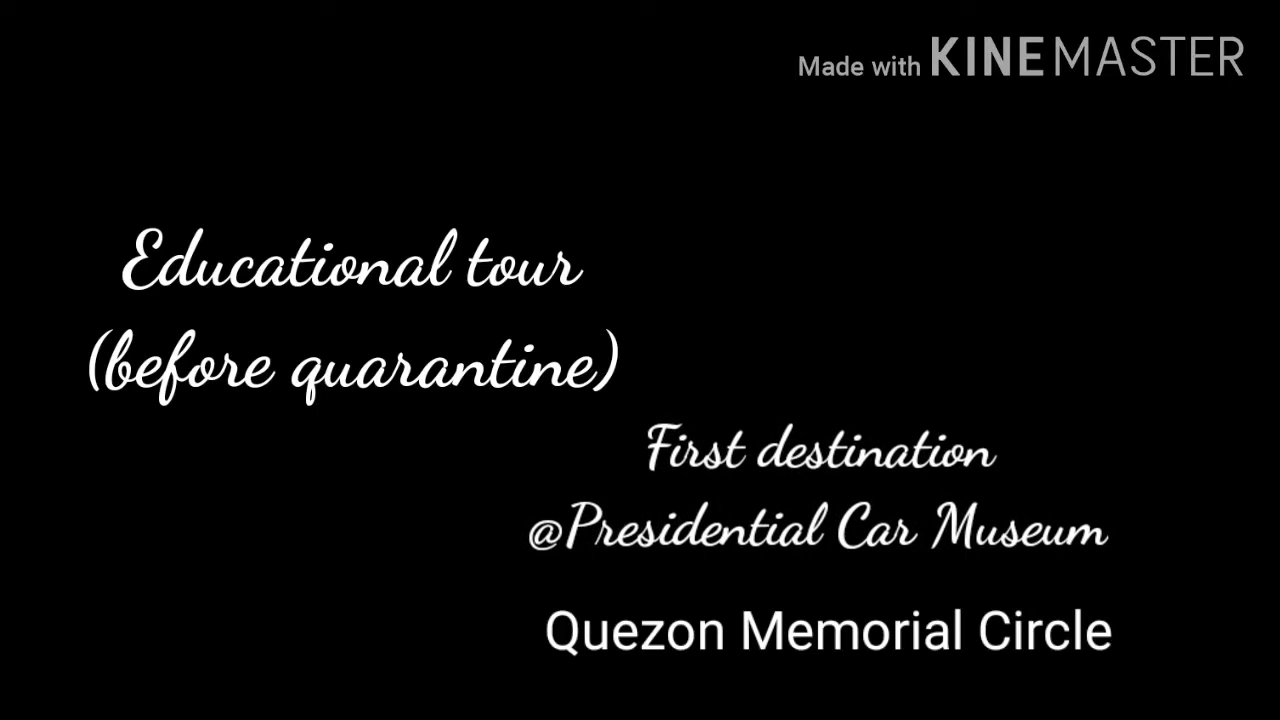 Made with KINEMASTER
Educational tour
(before quarantine)
First destination
@Presidential Car Museum
Quezon Memorial Circle